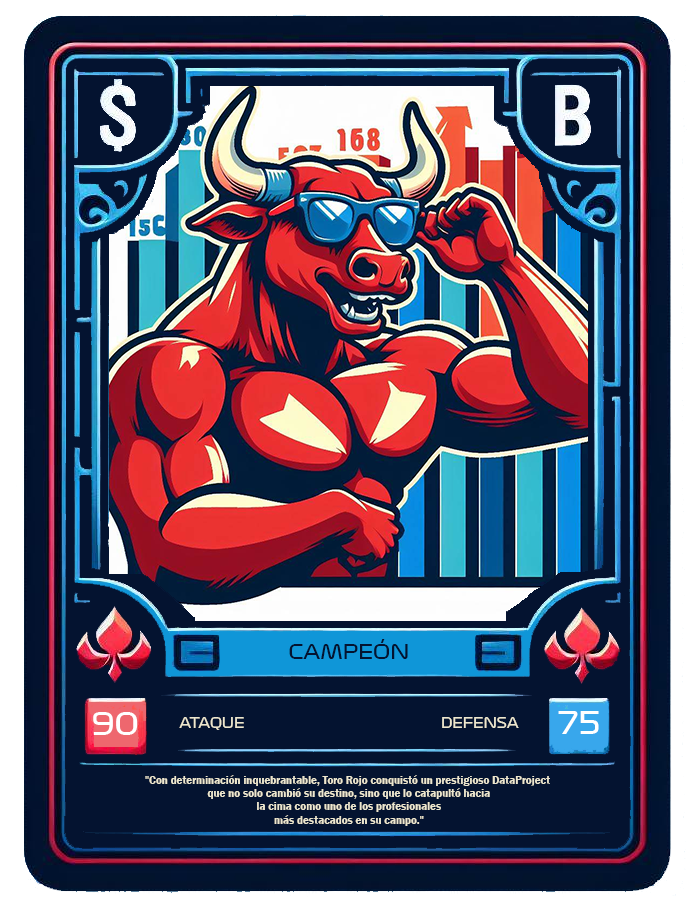 $ B
168
15C
CAMPEÓN
90 ATAQUE DEFENSA 75
"Con determinación inquebrantable, Toro Rojo conquistó un prestigioso DataProject
que no solo cambió su destino, sino que lo catapultó hacia
la cima como uno de los profesionales
más destacados en su campo."